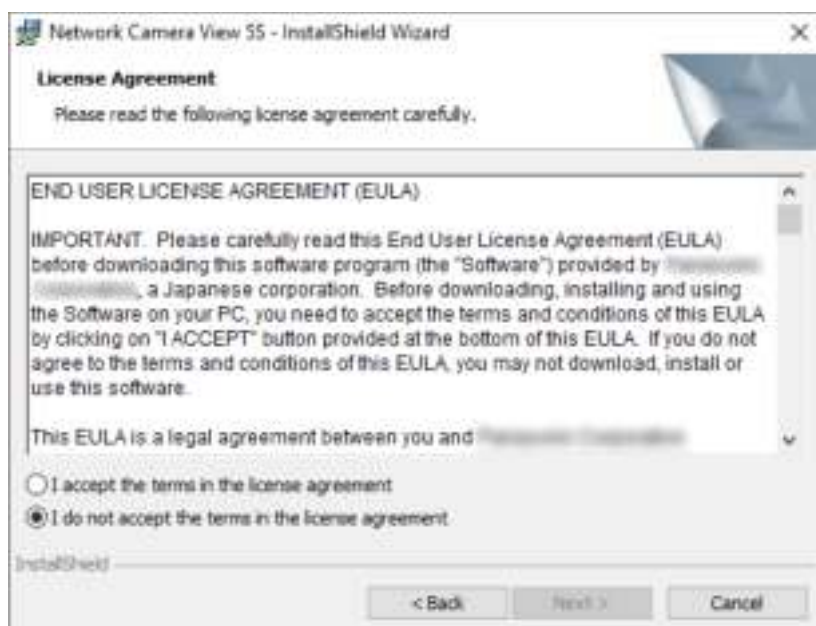 Network Camera View 5S - InstallShield Wizard
License Agreement
Please read the following license agreement carefully.
END USER LICENSE AGREEMENT (EULA)
IMPORTANT. Please carefully read this End User License Agreement (EULA)
before downloading this software program (the "Software") provided by
, a Japanese corporation. Before downloading, installing and using
the Software on your PC, you need to accept the terms and conditions of this EULA
by clicking on "I ACCEPT" button provided at the bottom of this EULA. If you do not
agree to the terms and conditions of this EULA, you may not download, install or
use this software.
This EULA is a legal agreement between you and
I accept the terms in the license agreement
I do not accept the terms in the license agreement
InstallShield
< Back
Next >
Cancel